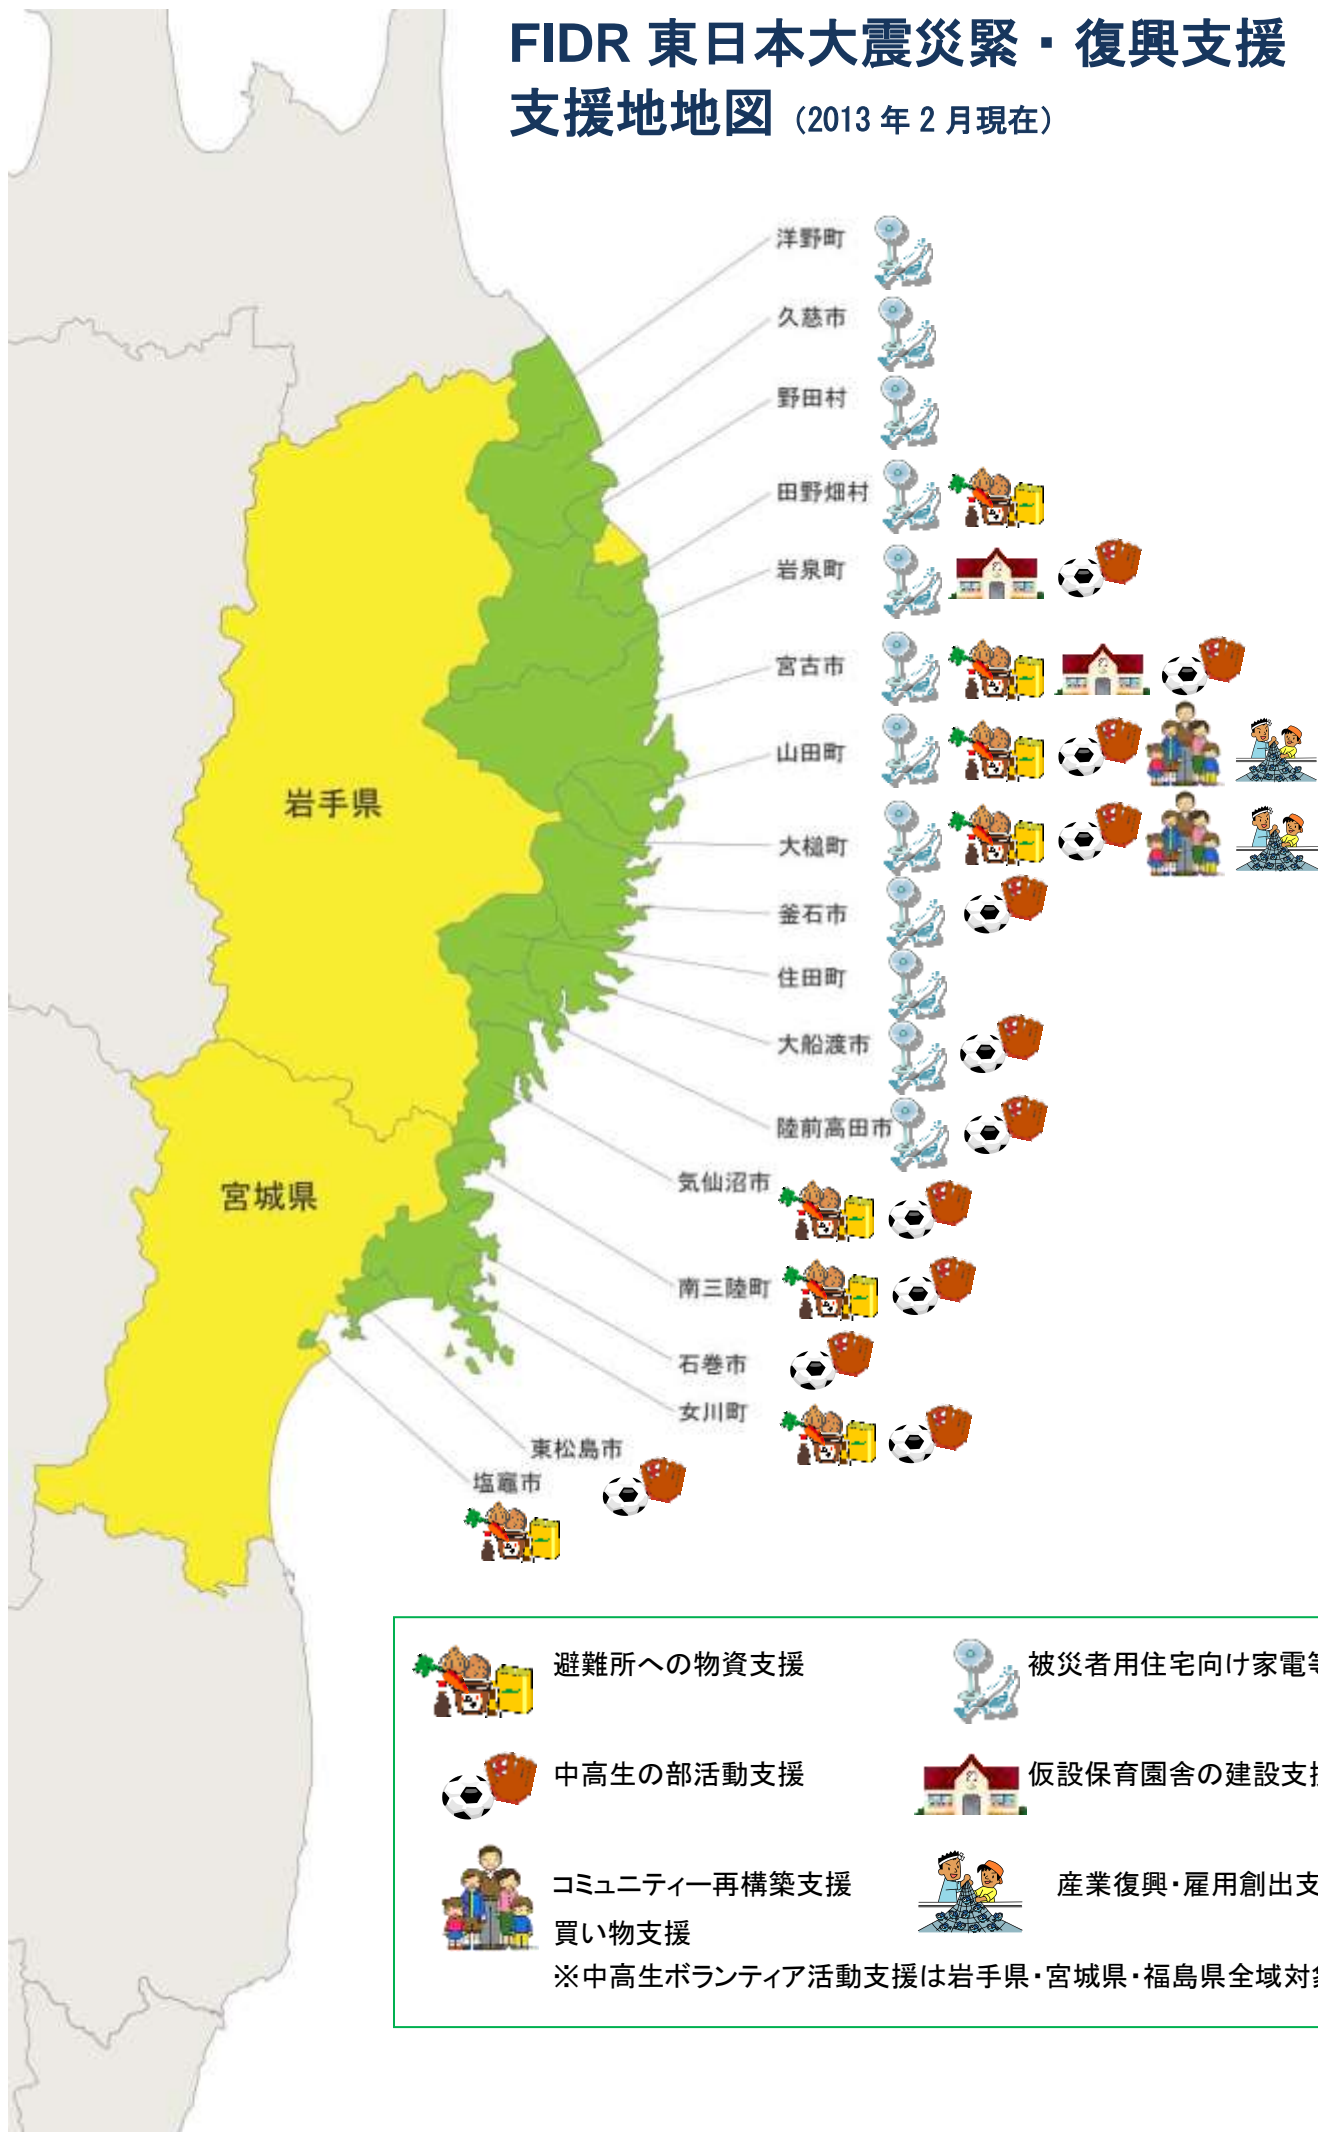 FIDR 東日本大震災緊・復興支援
支援地地図（2013 年 2 月現在）
洋野町
久慈市
野田村
田野畑村
岩泉町
宮古市
山田町
大槌町
釜石市
住田町
大船渡市
陸前高田市
気仙沼市
南三陸町
石巻市
女川町
東松島市
塩竈市
岩手県
宮城県
避難所への物資支援
被災者用住宅向け家電等
中高生の部活動支援
仮設保育園舎の建設支援
コミュニティー再構築支援
買い物支援
産業復興・雇用創出支
※中高生ボランティア活動支援は岩手県・宮城県・福島県全域対象